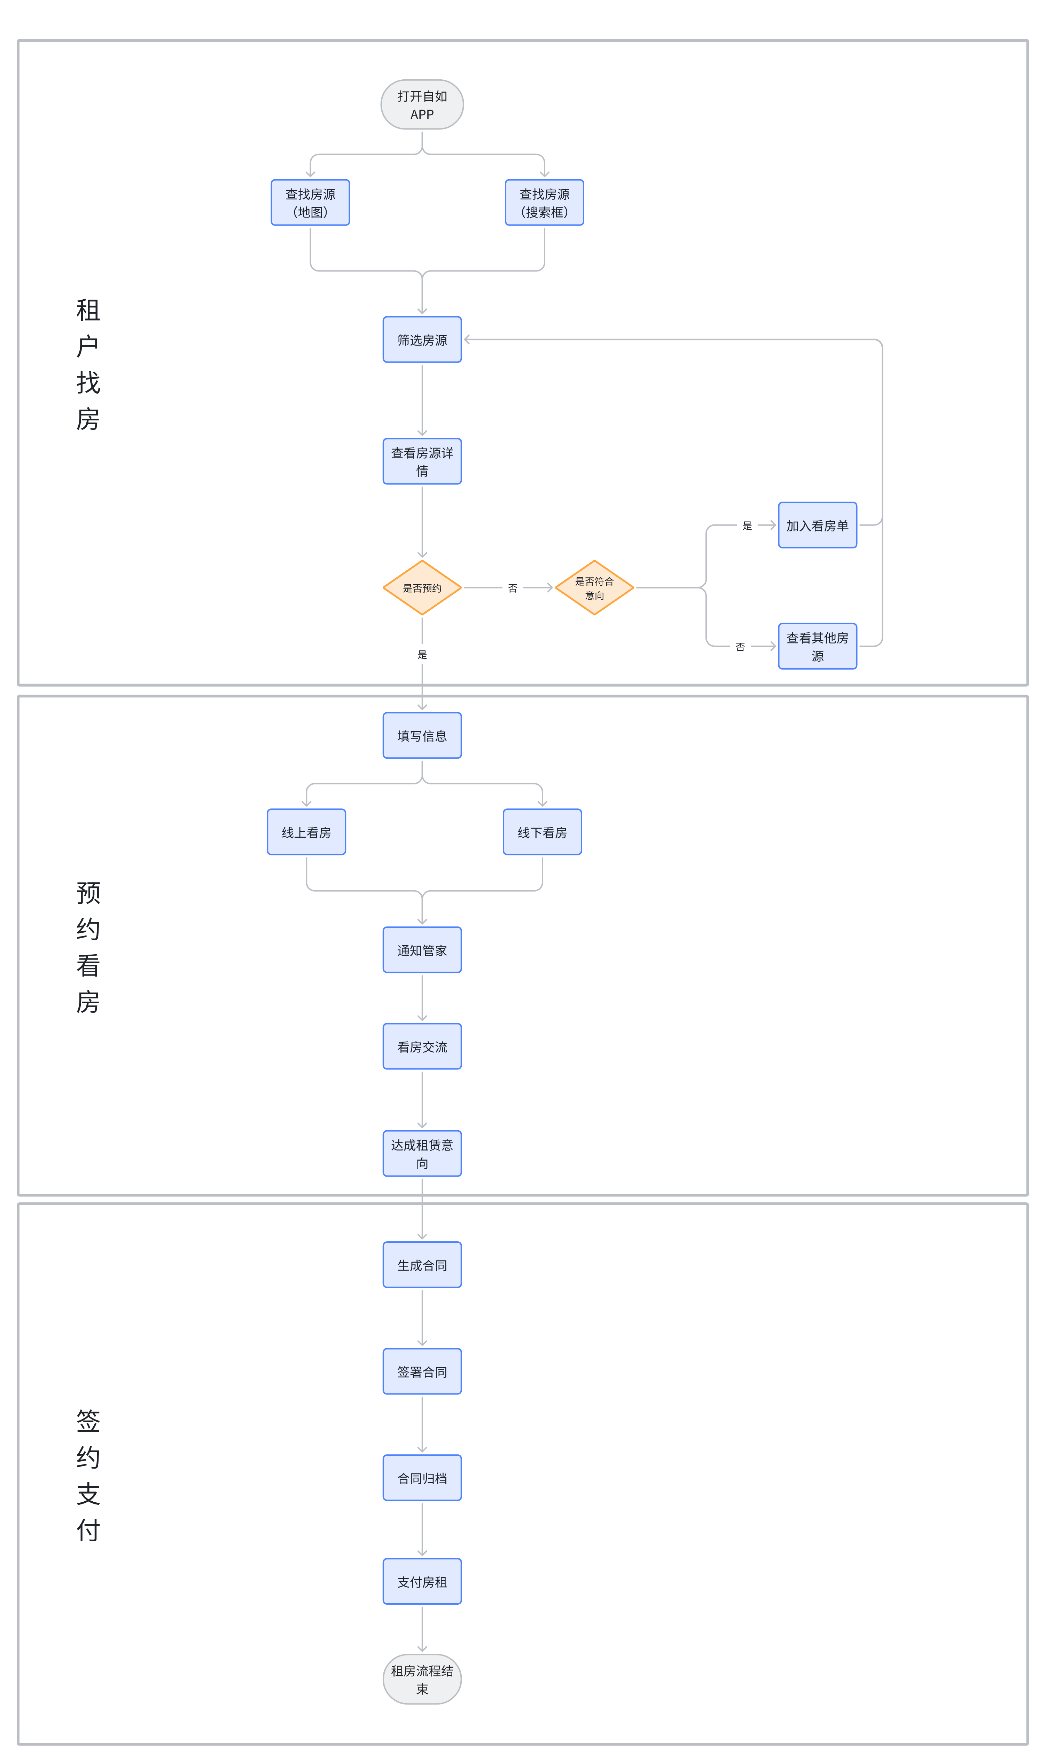 打开自如
APP
查找房源
（地图）
查找房源
（搜索框）
租
户
找
房
筛选房源
查看房源详
情
是否预约
否
是否符合
意向
是
加入看房单
否
查看其他房
源
是
填写信息
线上看房
线下看房
预
约
看
房
通知管家
看房交流
达成租赁意
向
生成合同
签署合同
签
约
支
付
合同归档
支付房租
租房流程结
束